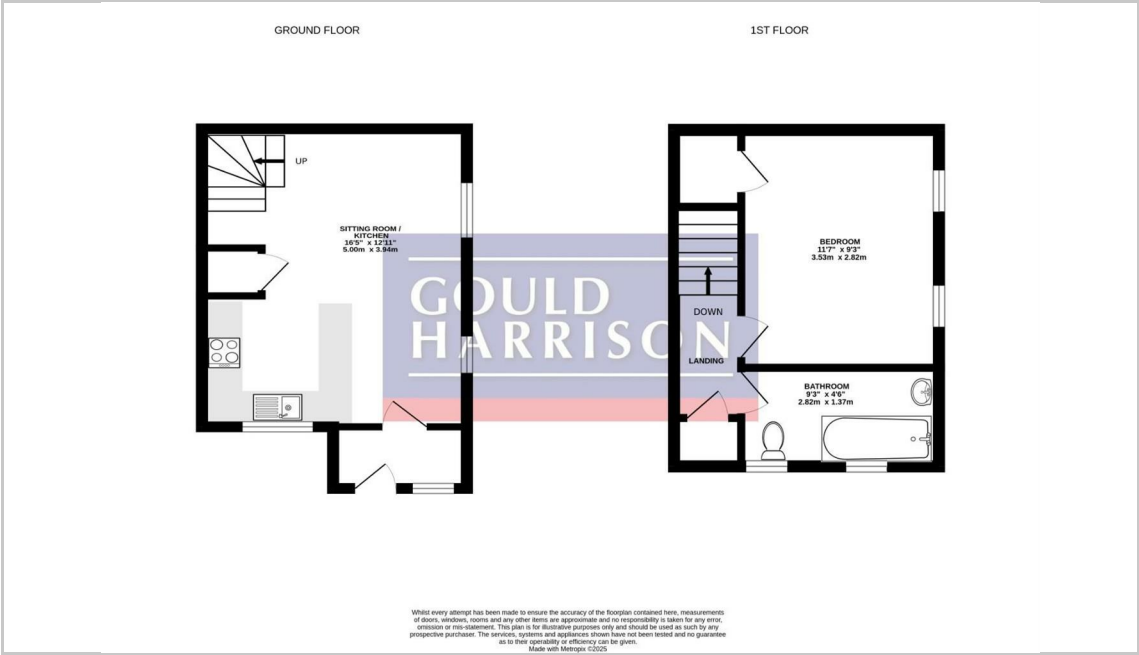 GROUND FLOOR
1ST FLOOR
UP
SITTING ROOM /
KITCHEN
16'5" x 12'11"
5.00m x 3.94m
BEDROOM
11'7" x 9'3"
3.53m x 2.82m
GOULD
HARRISON
DOWN
LANDING
BATHROOM
9'3" x 4'6"
2.82m x 1.37m
Whilst every attempt has been made to ensure the accuracy of the floorplan contained here, measurements
of doors, windows, rooms and any other items are approximate and no responsibility is taken for any error,
omission or mis-statement. This plan is for illustrative purposes only and should be used as such by any
prospective purchaser. The services, systems and appliances shown have not been tested and no guarantee
as to their operability or efficiency can be given.
Made with Metropix ©2025